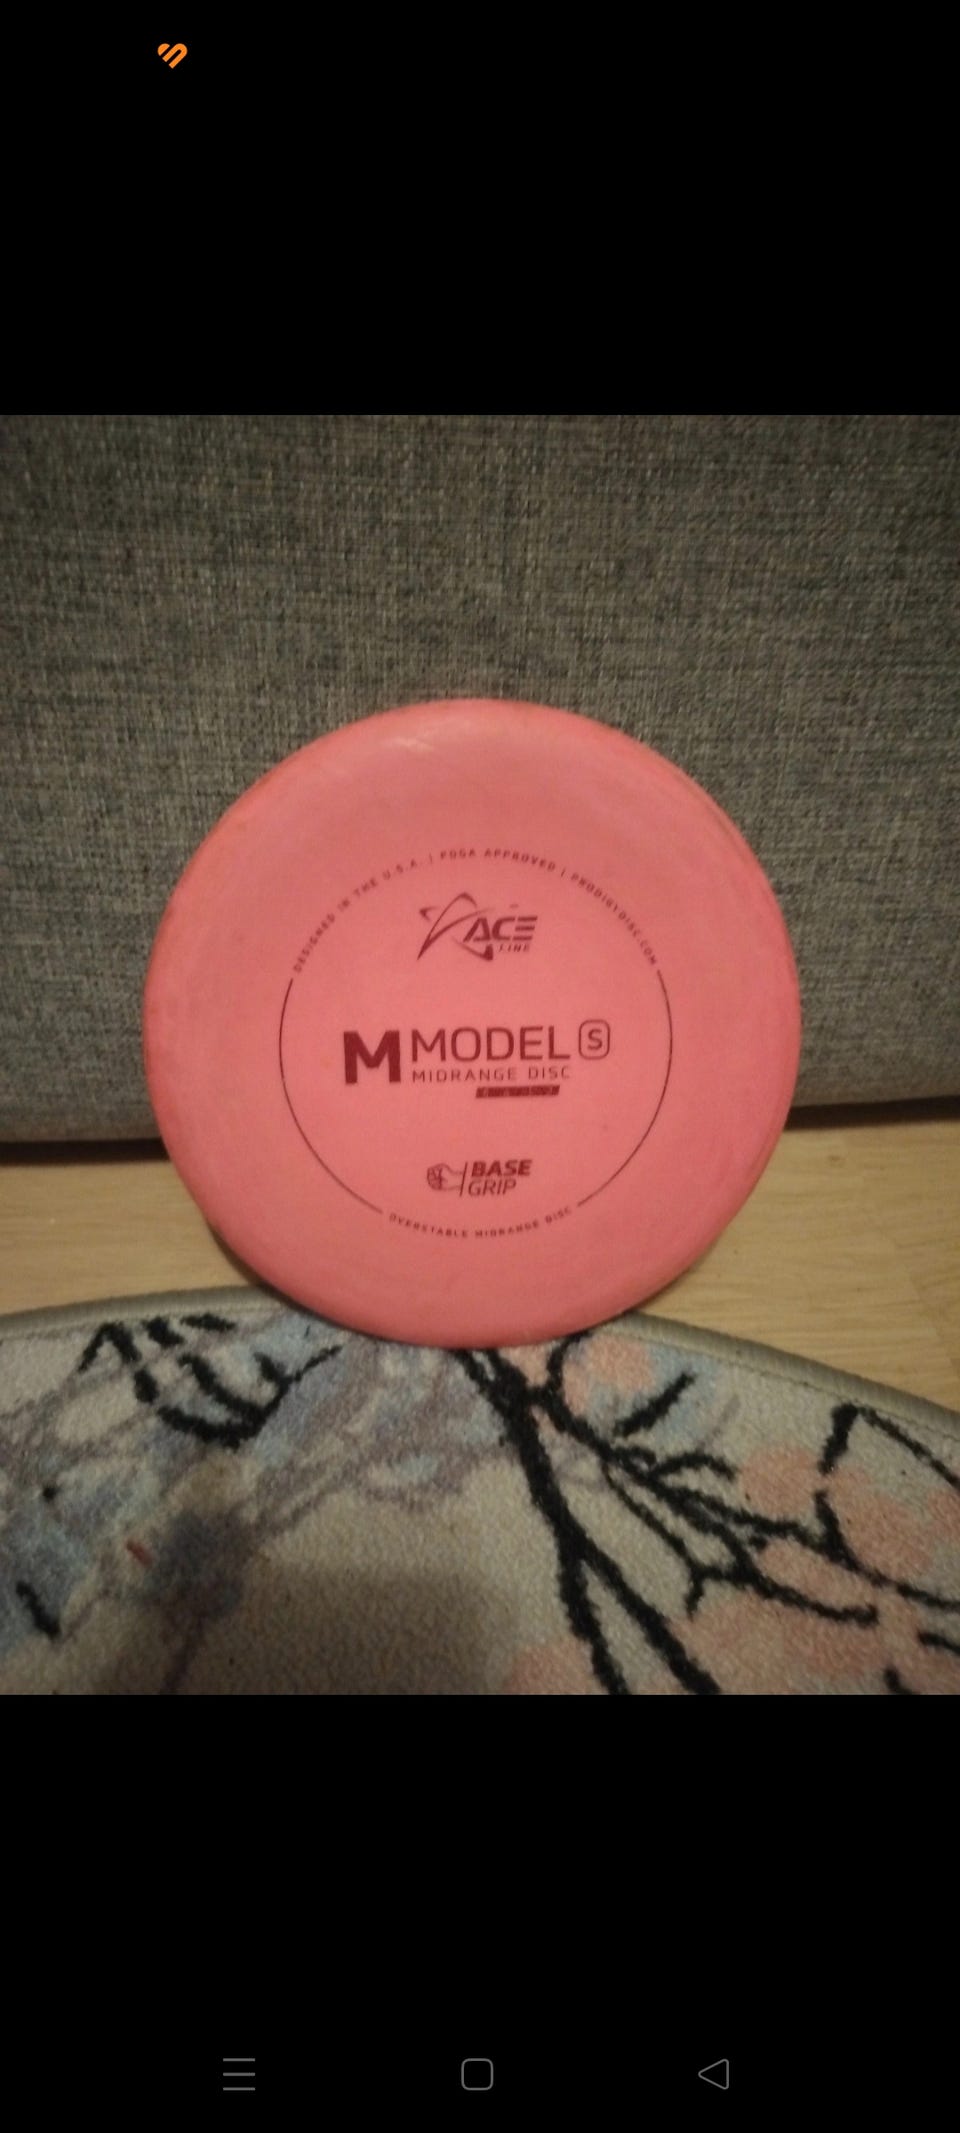 DESIGNED IN THE U.S.A. | PDGA APPROVED | PRODIGYDISC.COM
ACE
LINE
M MODEL S
MIDRANGE DISC
BASE
GRIP
OVERSTABLE MIDRANGE DISC